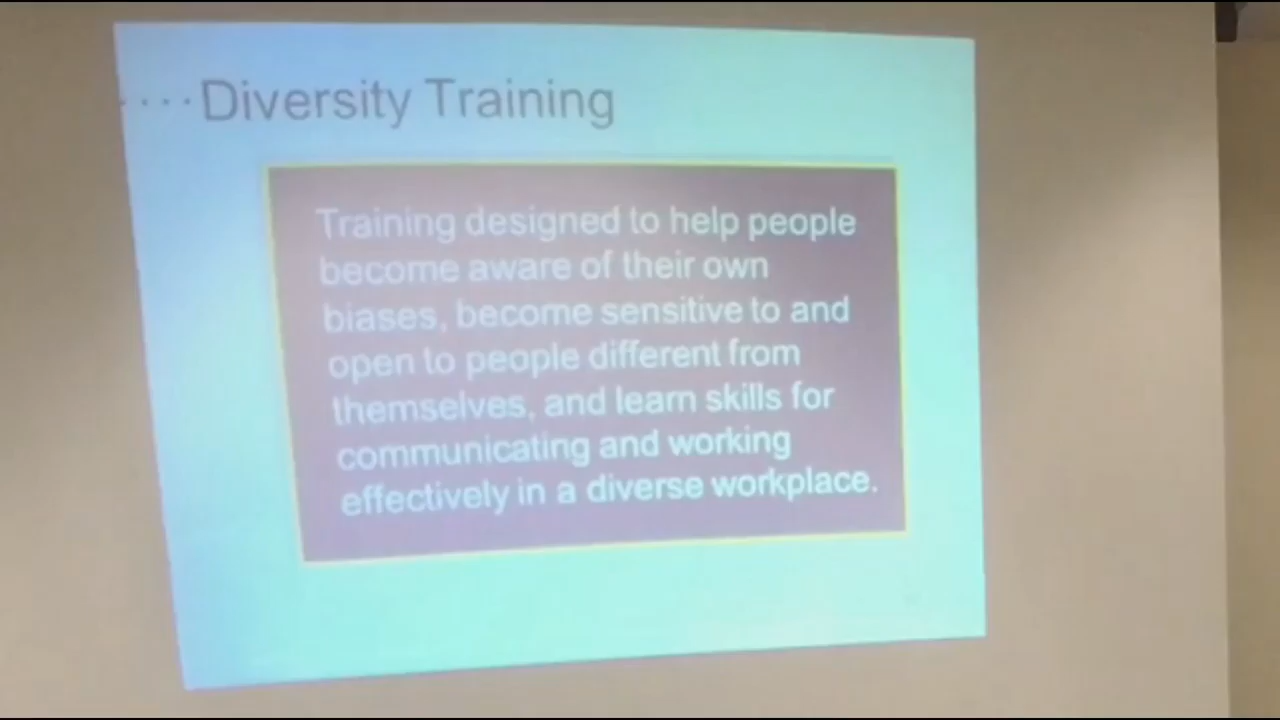 ....Diversity Training
Training designed to help people
become aware of their own
biases, become sensitive to and
open to people different from
themselves, and learn skills for
communicating and working
effectively in a diverse workplace.